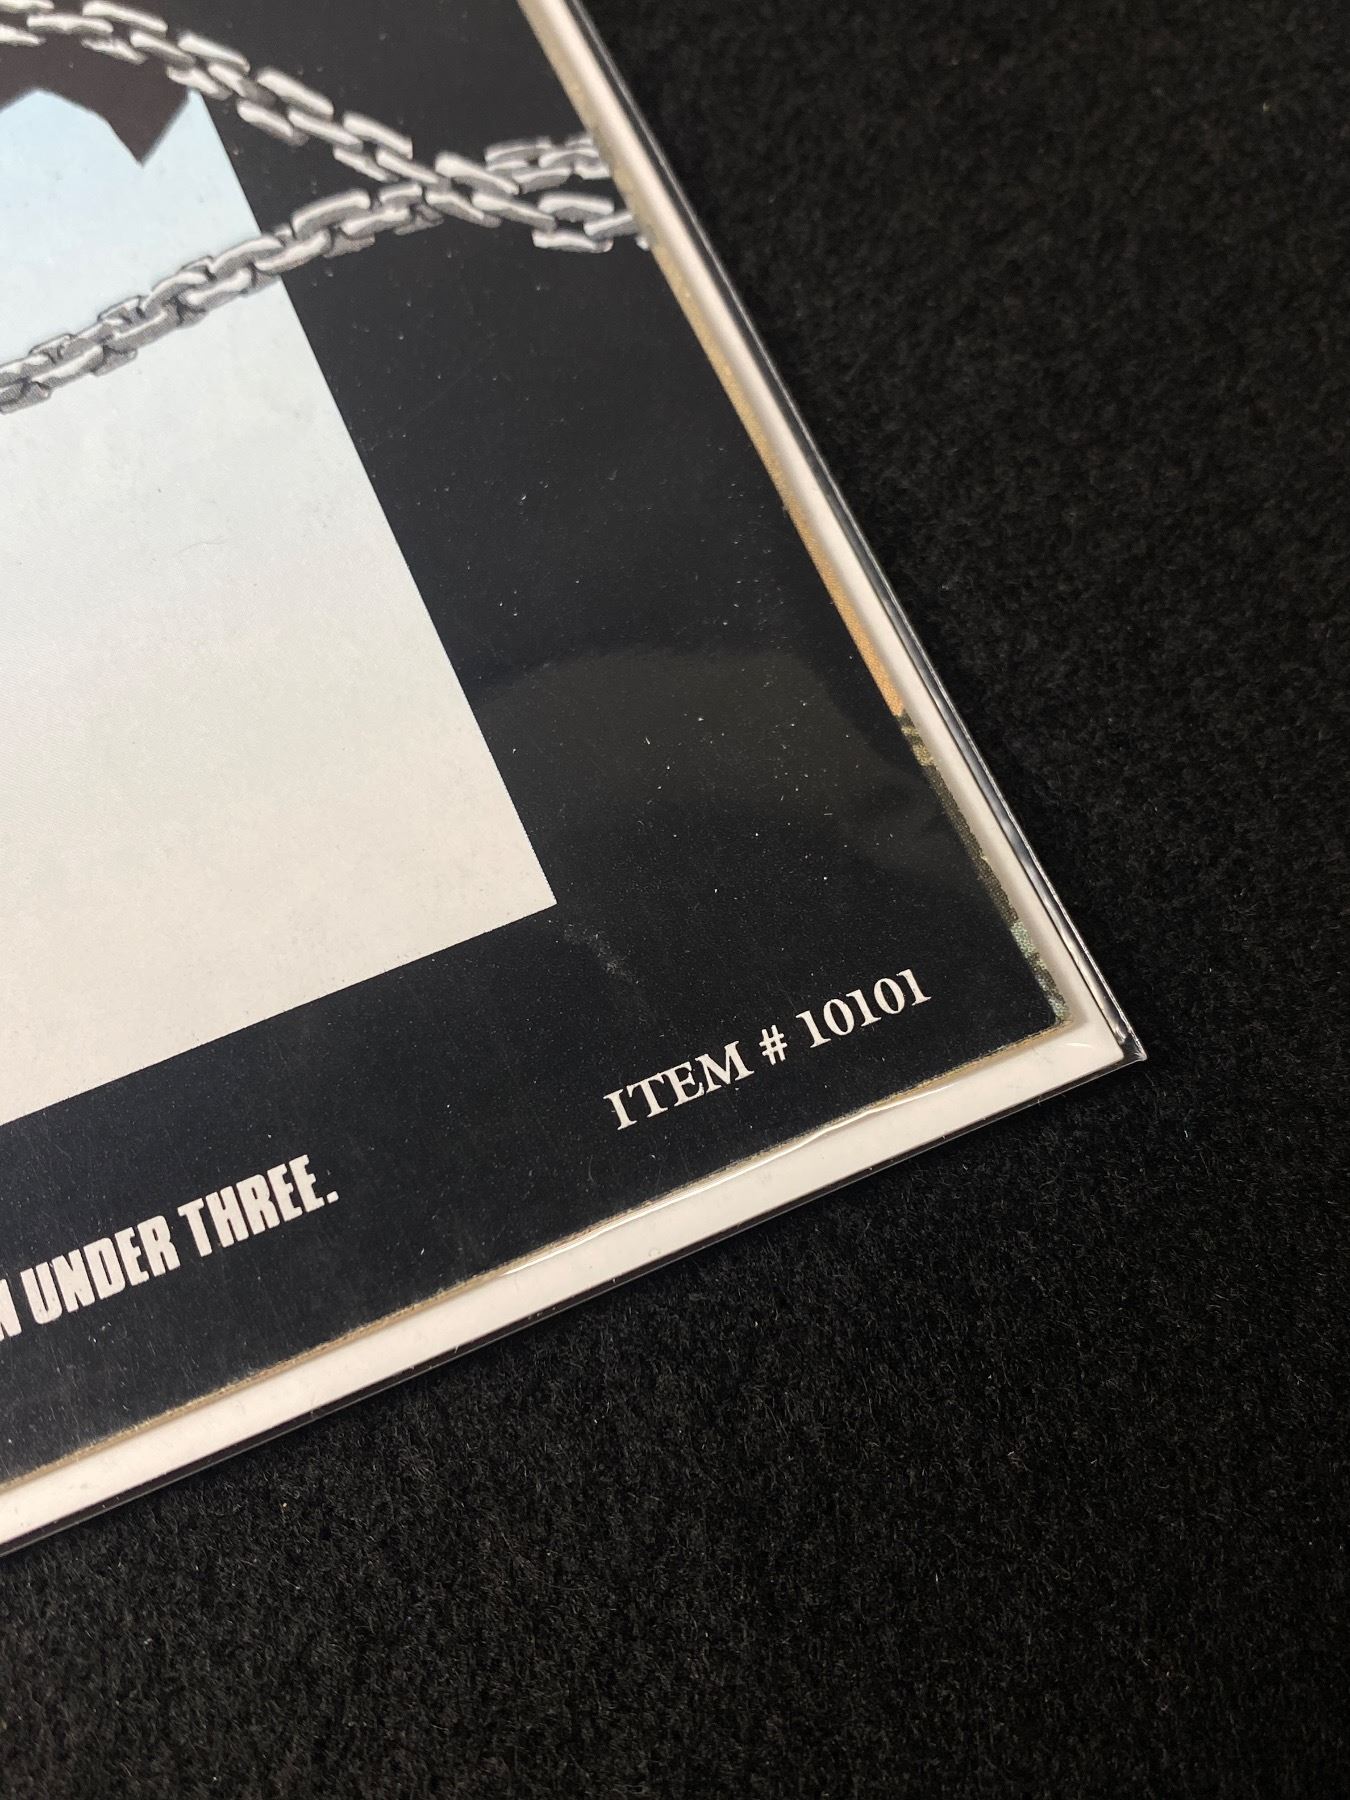 ITEM # 10101
UNDER THREE.